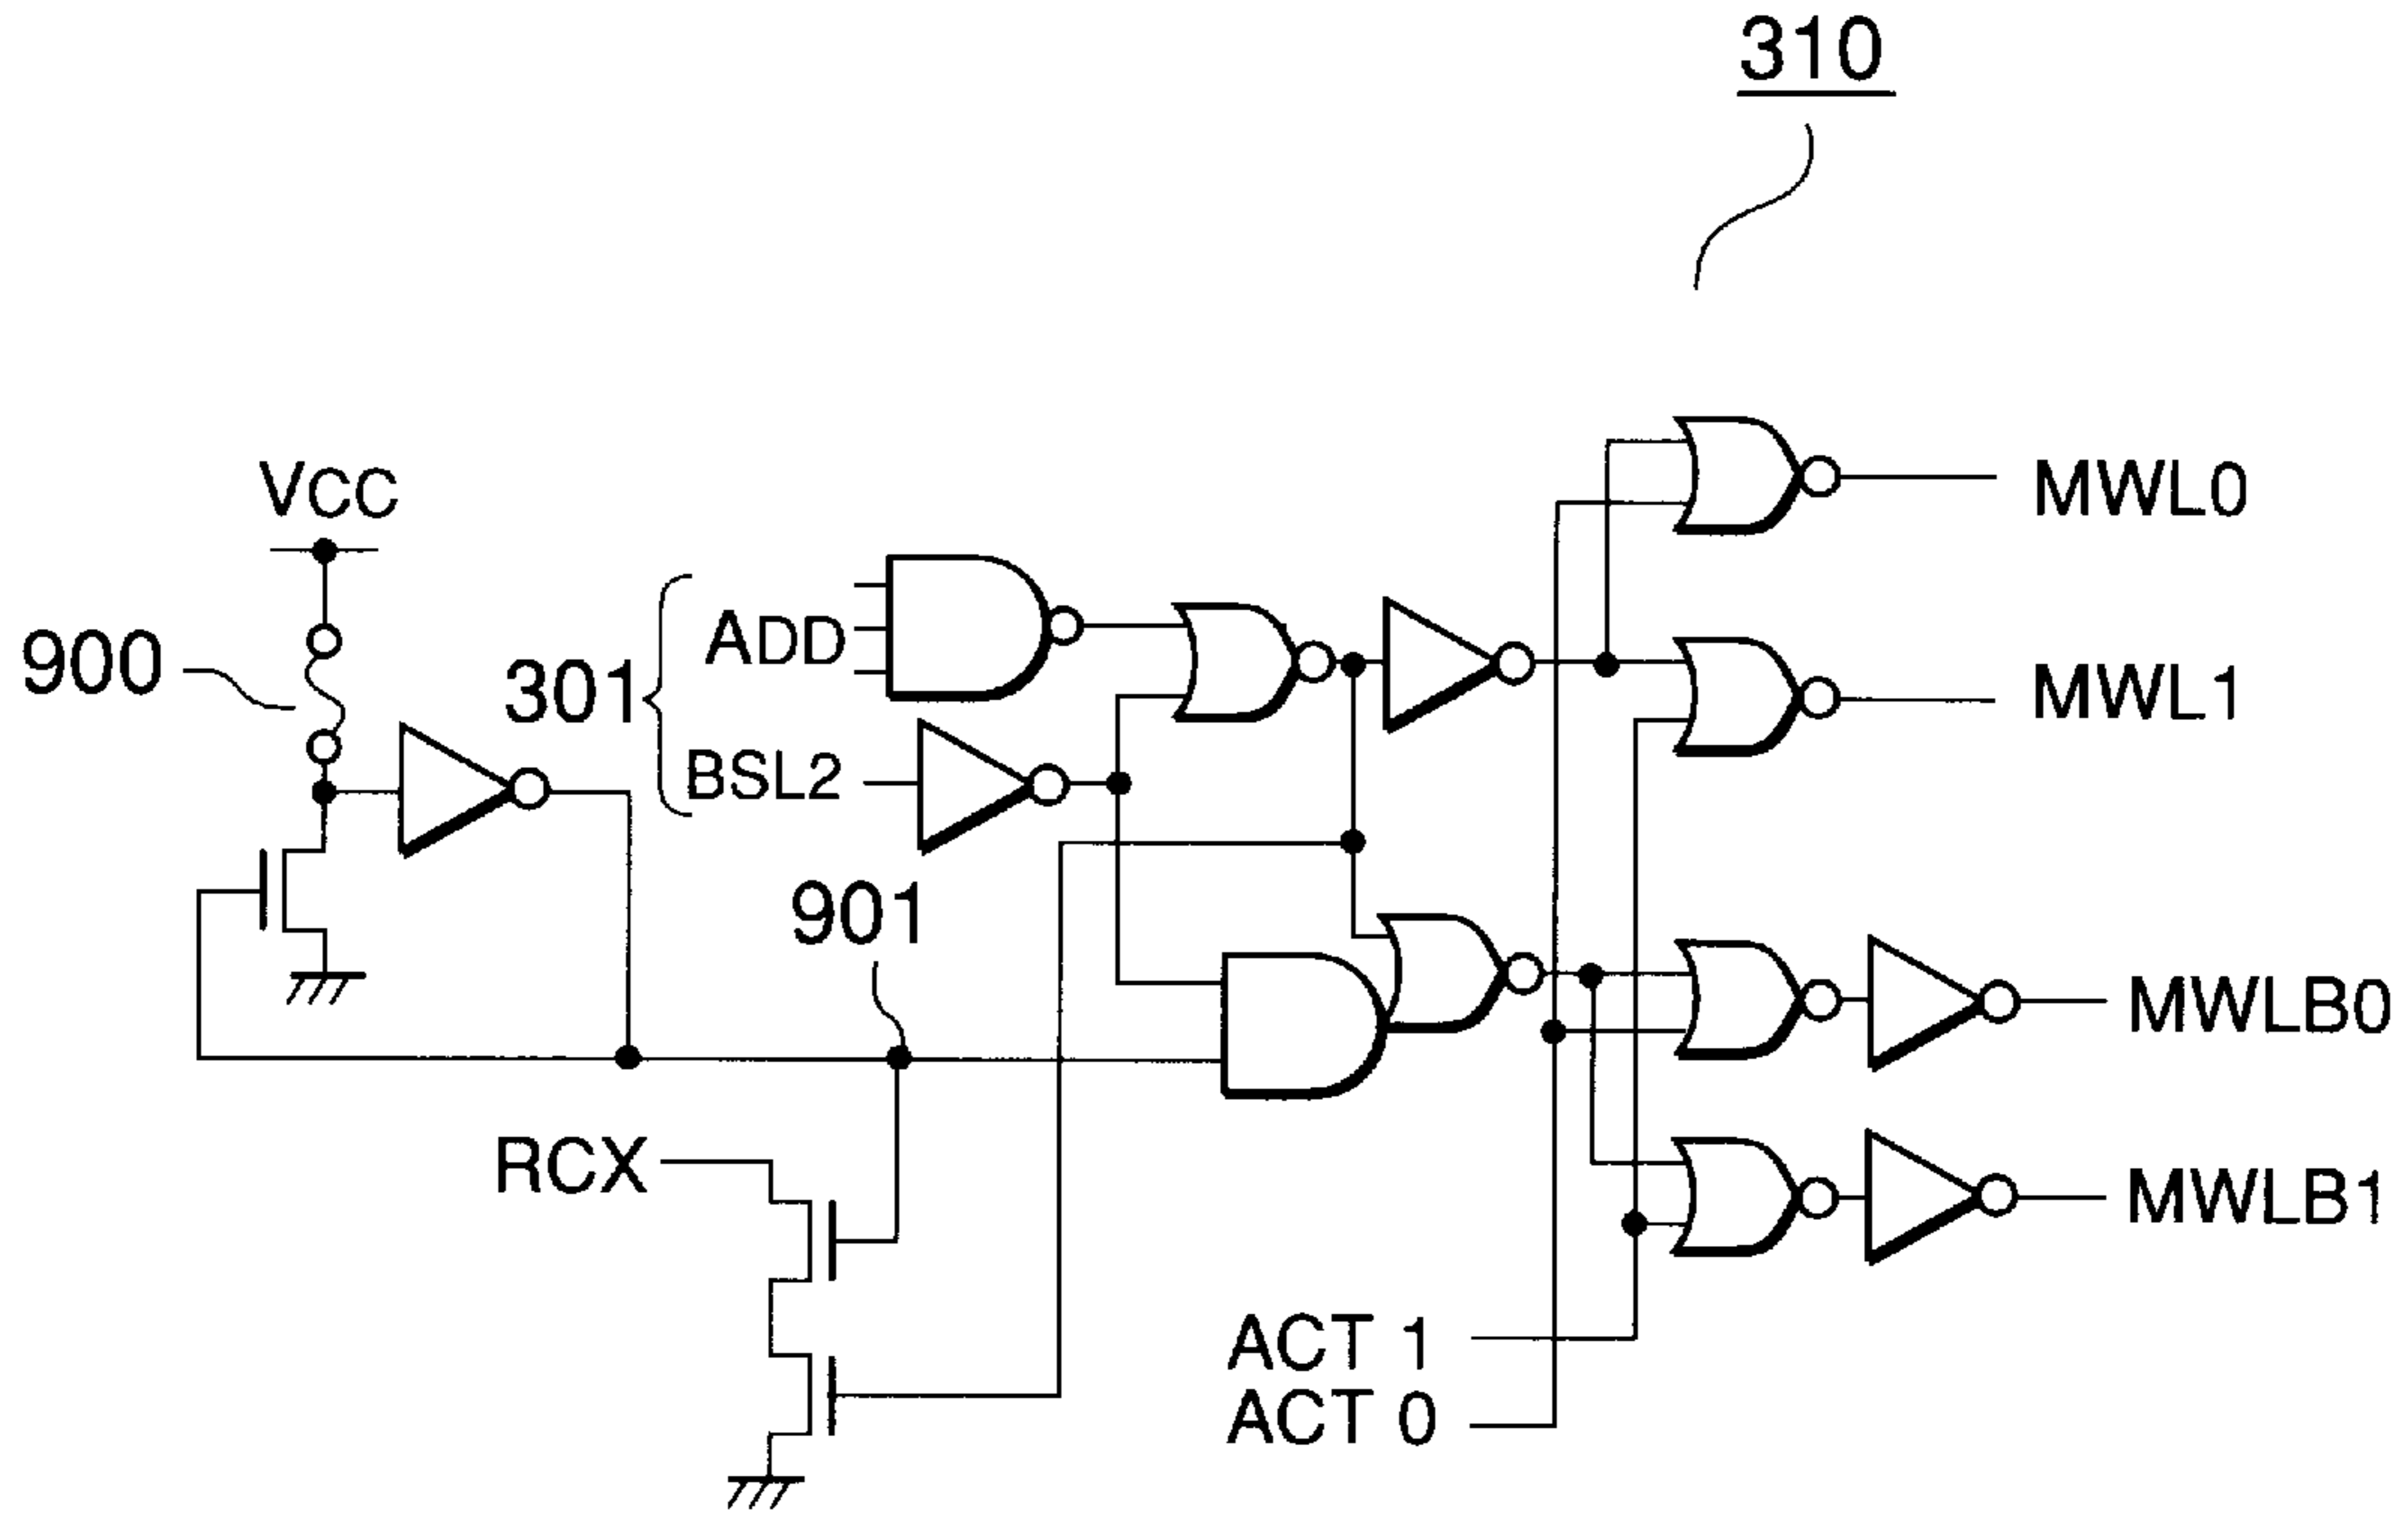 310
VCC
900
301
ADD
BSL2
901
RCX
ACT 1
ACT 0
MWL0
MWL1
MWLB0
MWLB1